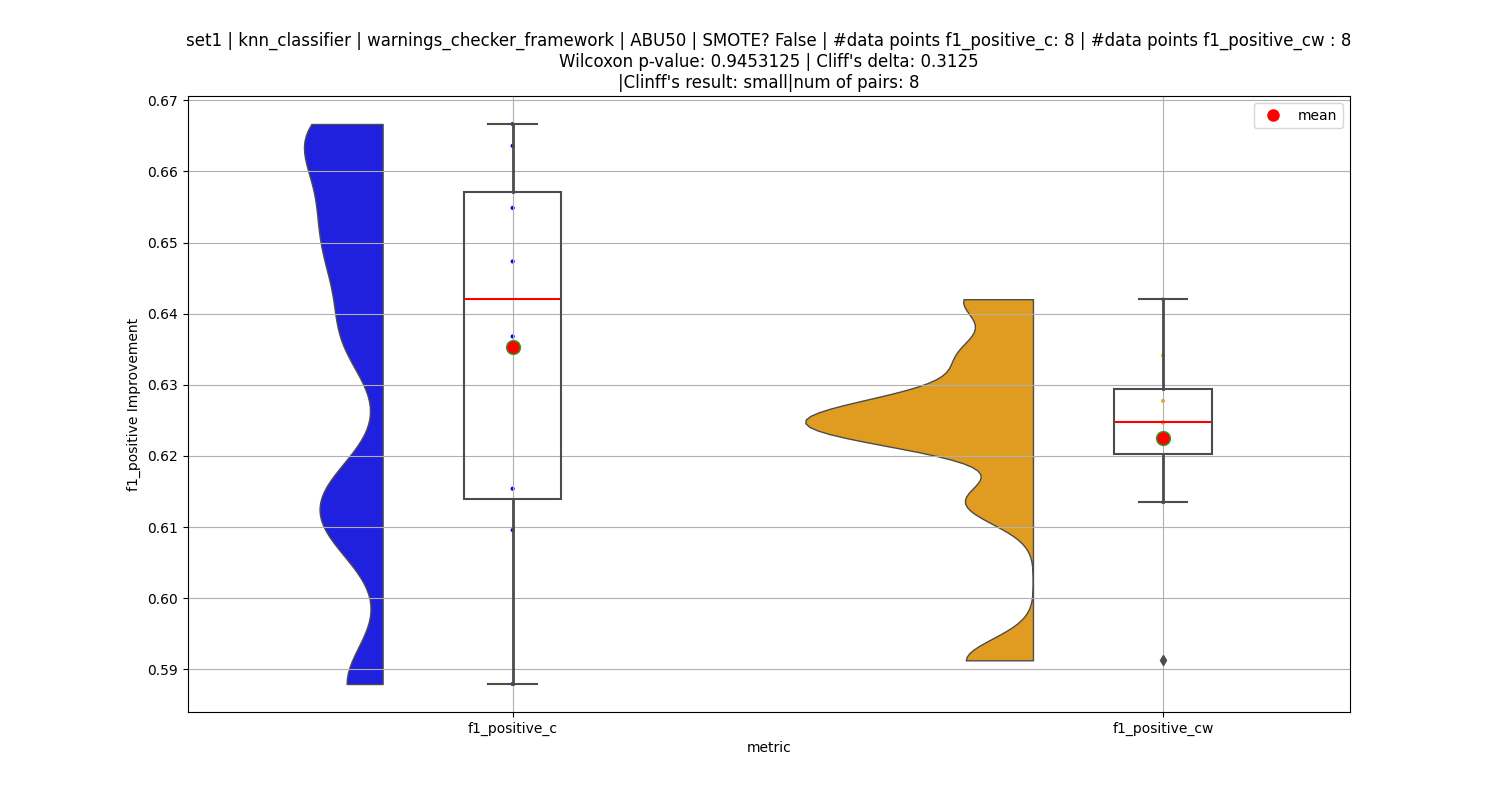 set1 | knn_classifier | warnings_checker_framework | ABU50 | SMOTE? False | #data points f1_positive_c: 8 | #data points f1_positive_cw : 8
Wilcoxon p-value: 0.9453125 | Cliff's delta: 0.3125
|Clinff's result: small|num of pairs: 8
mean
0.67
0.66
0.65
0.64
0.63
0.62
0.61
0.60
0.59
f1_positive Improvement
f1_positive_c
f1_positive_cw
metric